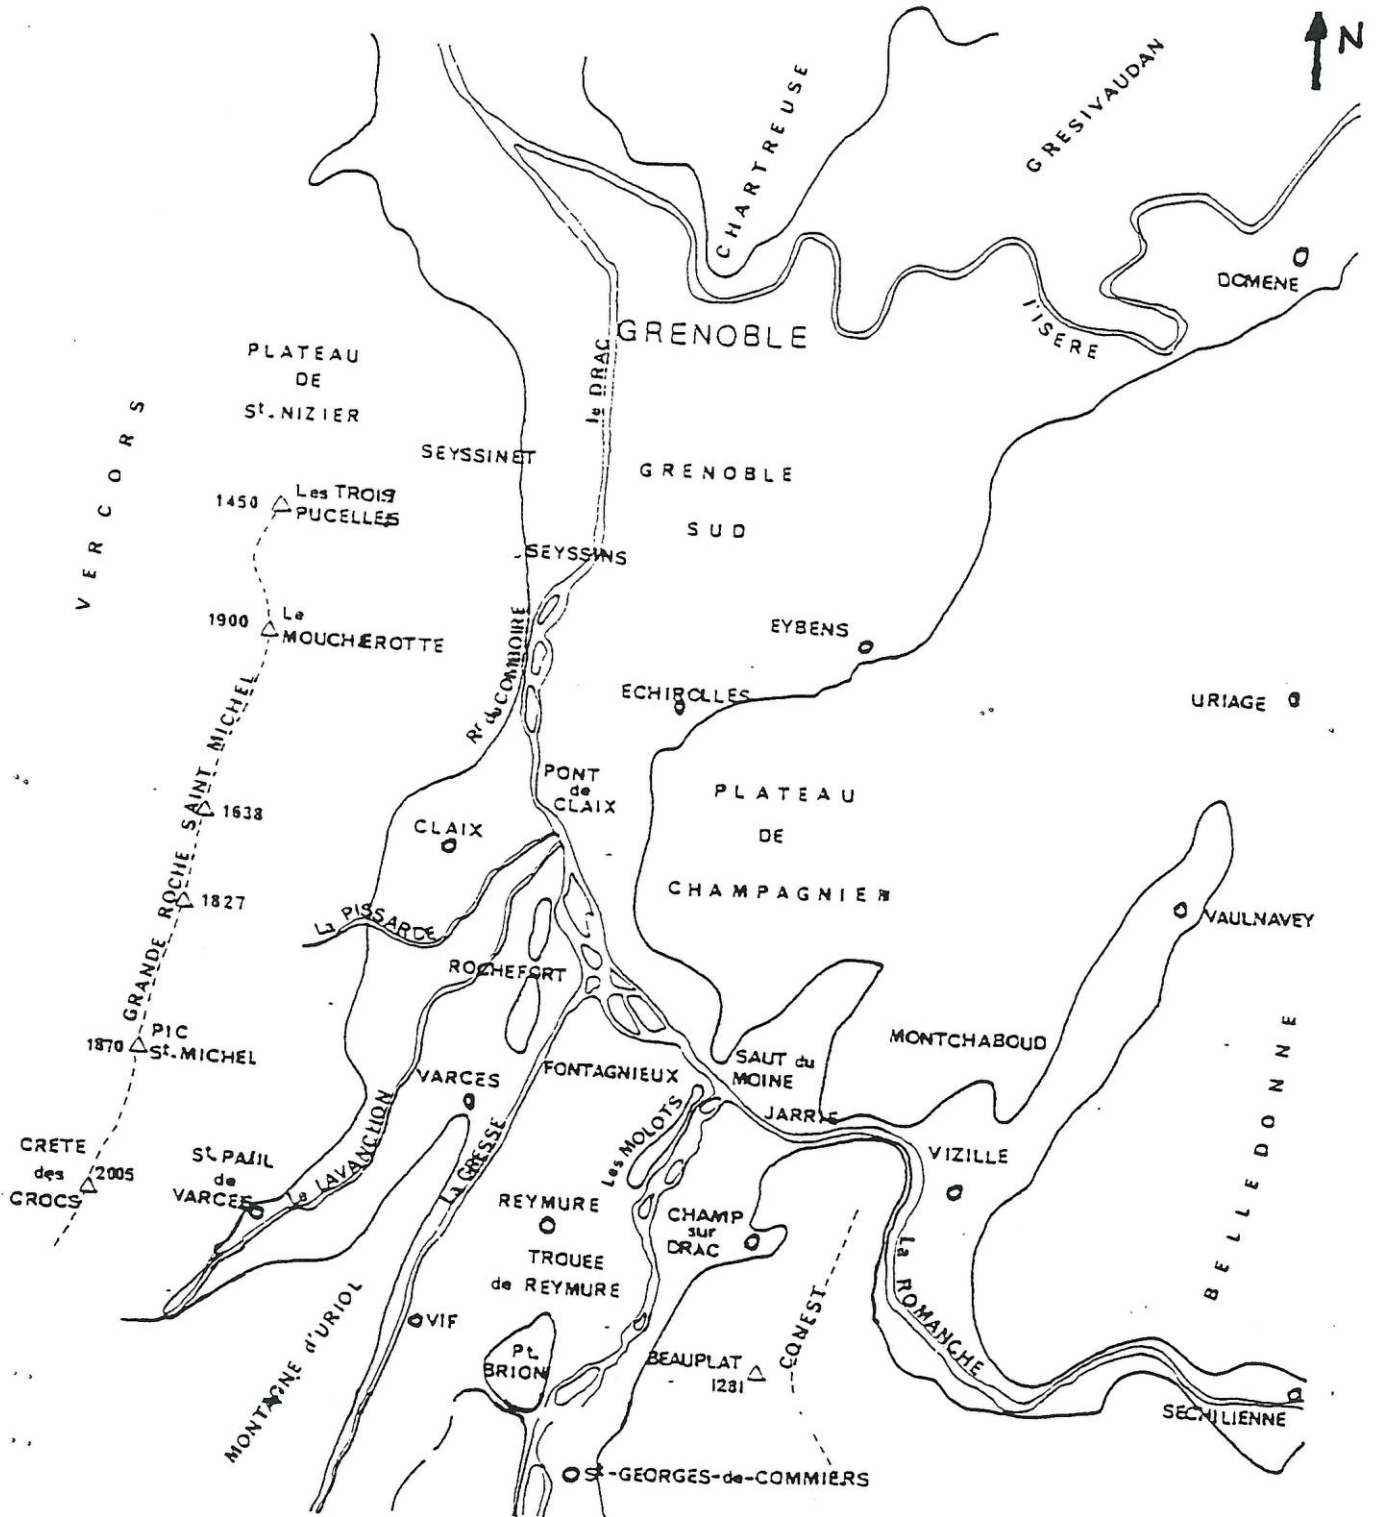 N
CHARTREUSE
GRESIVAUDAN
DOMENE
l'ISERE
GRENOBLE
le DRAC
PLATEAU
DE
St. NIZIER
VERCORS
SEYSSINET
GRENOBLE
SUD
1450
Les TROIS
PUCELLES
SEYSSINS
1900
Le
MOUCHEROTTE
Rr du COMBOIRE
EYBENS
ECHIROLLES
URIAGE
GRANDE ROCHE SAINT MICHEL
1638
PONT
de
CLAIX
PLATEAU
DE
CHAMPAGNIER
CLAIX
1827
La PISSARDE
VAULNAVEY
ROCHEFORT
1870
PIC
St. MICHEL
MONTCHABOUD
BELLEDONNE
SAUT du
MOINE
FONTAGNIEUX
VARCES
JARRIE
Les MOLOTS
La GRESSE
Le LAVANCHON
VIZILLE
CRETE
des
CROCS
2005
St. PAUL
de
VARCES
REYMURE
CHAMP
sur
DRAC
TROUEE
de REYMURE
La ROMANCHE
CONEST
MONTAGNE d'URIOL
VIF
Pt.
BRION
BEAUPLAT
1281
SECHILIENNE
St-GEORGES-de-COMMIERS